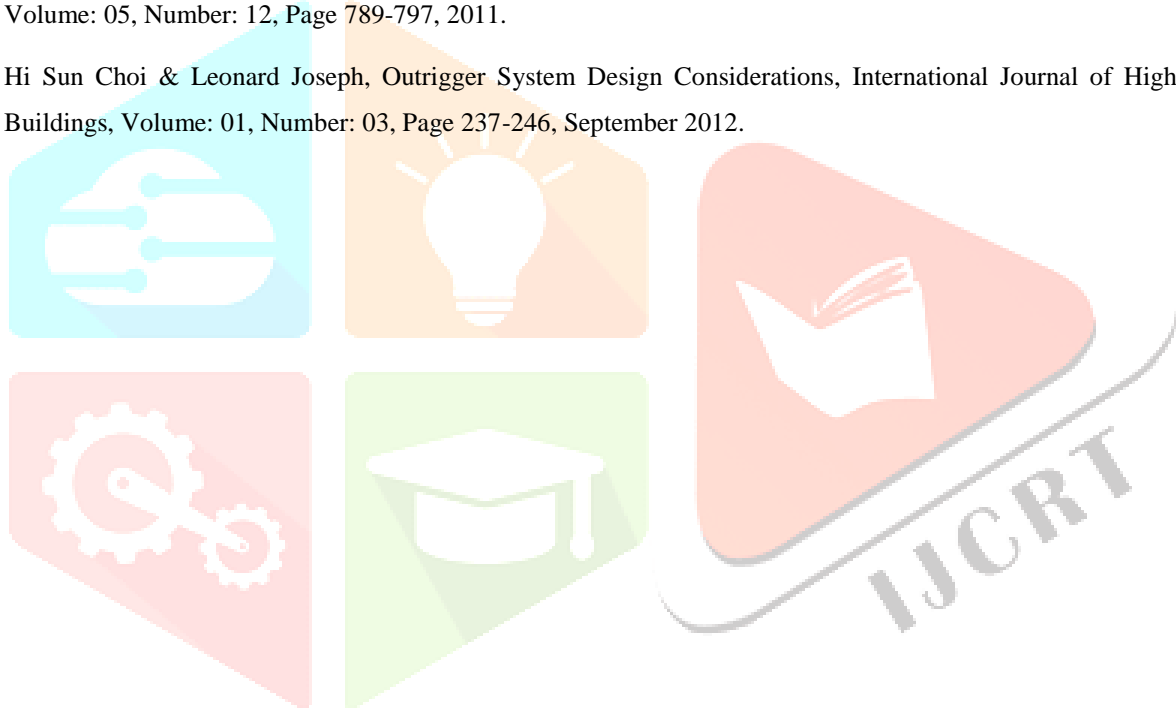 Volume: 05, Number: 12, Page 789-797, 2011.
Hi Sun Choi & Leonard Joseph, Outrigger System Design Considerations, International Journal of High
Buildings, Volume: 01, Number: 03, Page 237-246, September 2012.
IJCRT